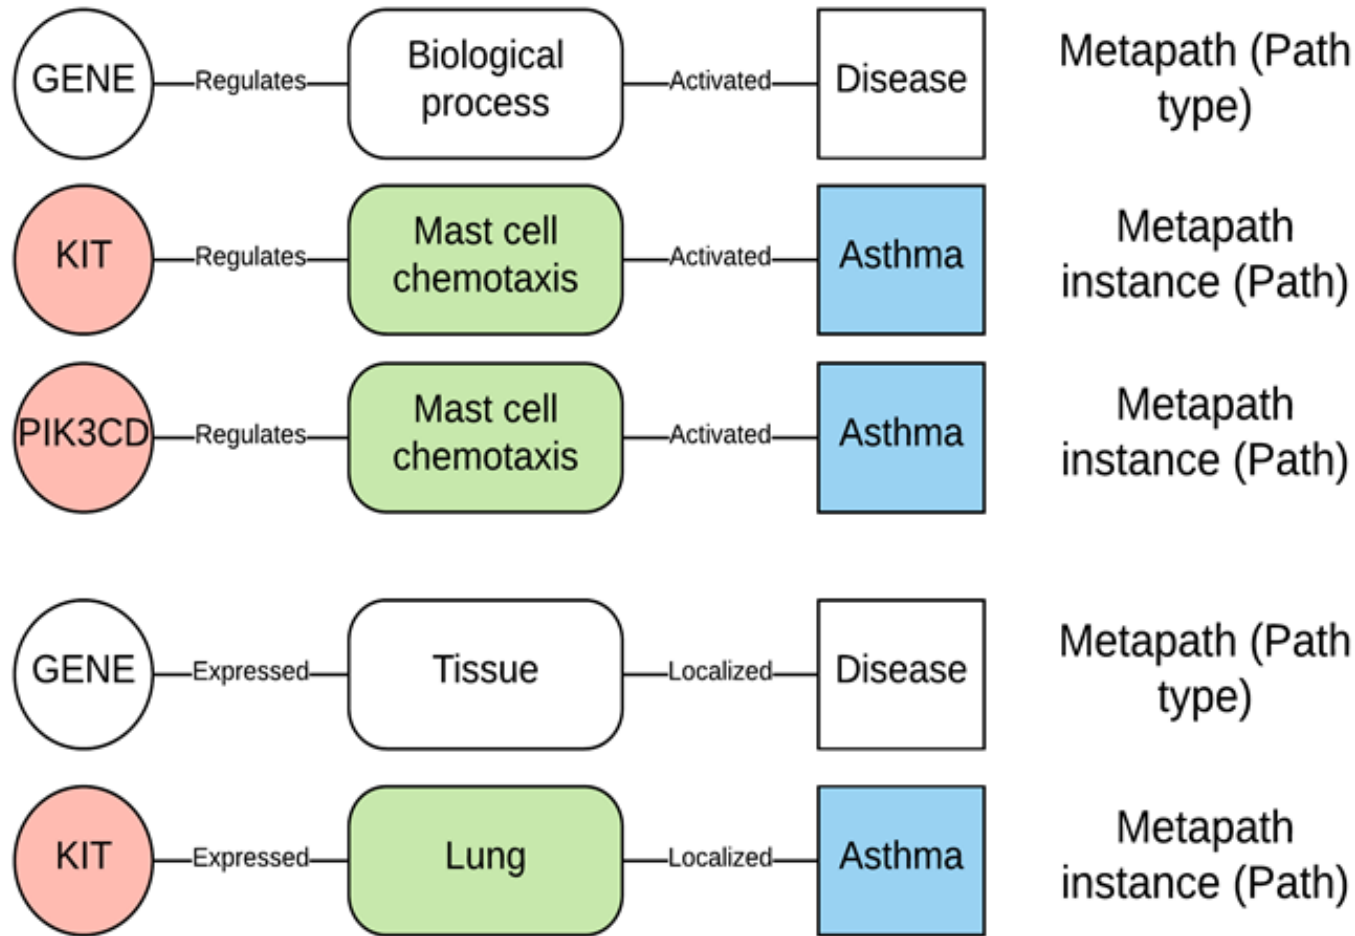 GENE
Regulates
Biological
process
Activated
Disease
Metapath (Path
type)
KIT
Regulates
Mast cell
chemotaxis
Activated
Asthma
Metapath
instance (Path)
PIK3CD
Regulates
Mast cell
chemotaxis
Activated
Asthma
Metapath
instance (Path)
GENE
Expressed
Tissue
Localized
Disease
Metapath (Path
type)
KIT
Expressed
Lung
Localized
Asthma
Metapath
instance (Path)